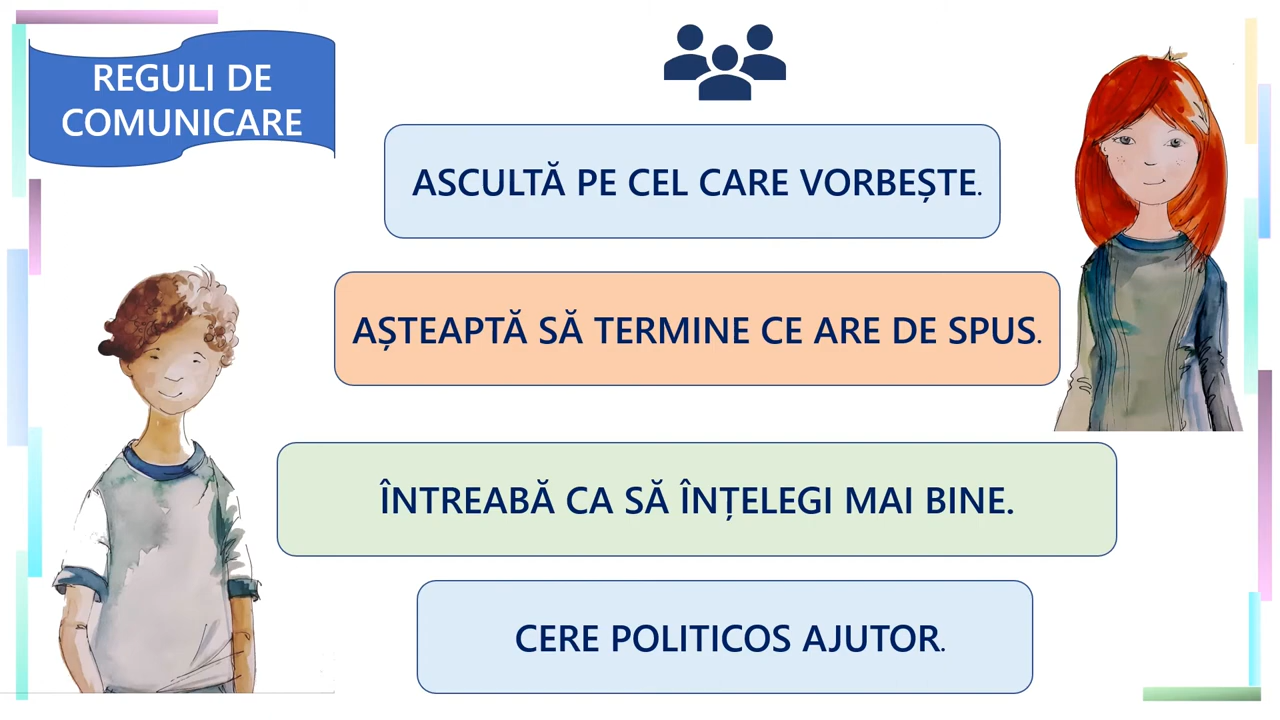 REGULI DE
COMUNICARE
ASCULTĂ PE CEL CARE VORBEȘTE.
AȘTEAPTĂ SĂ TERMINE CE ARE DE SPUS.
ÎNTREABĂ CA SĂ ÎNȚELEGI MAI BINE.
CERE POLITICOS AJUTOR.